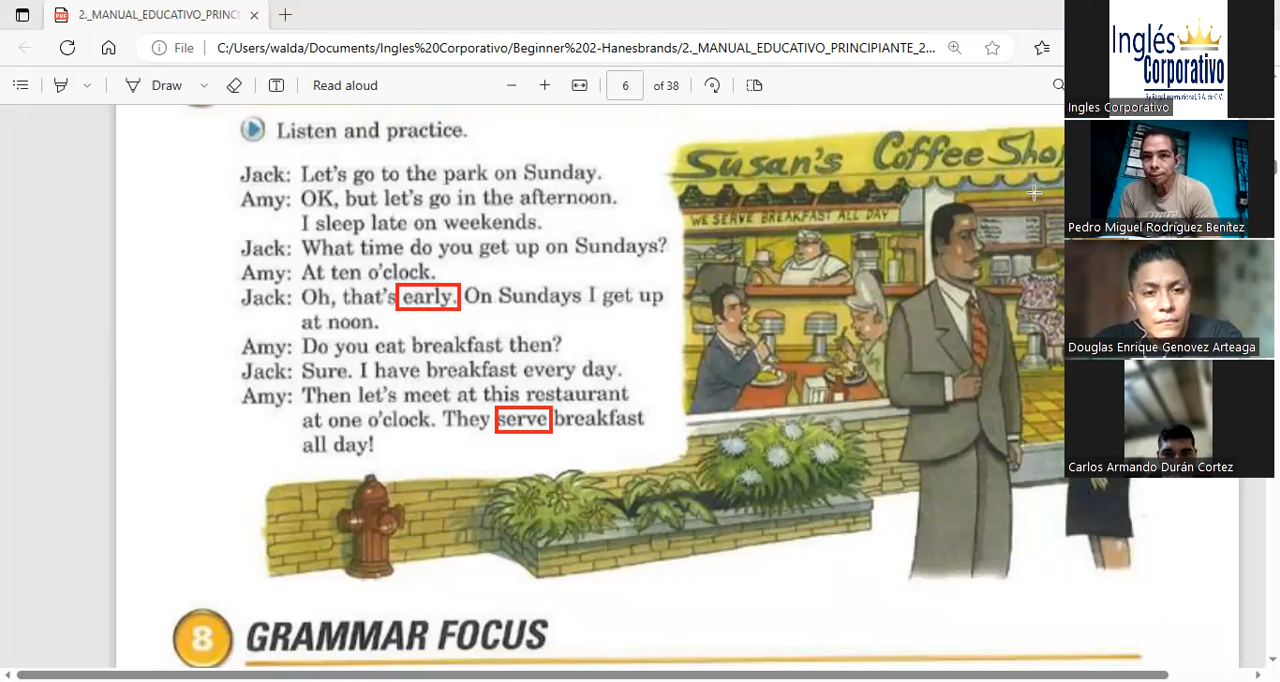 2._MANUAL_EDUCATIVO_PRINCI
File
C:/Users/walda/Documents/Ingles%20Corporativo/Beginner%202-Hanesbrands/2._MANUAL_EDUCATIVO_PRINCIPIANTE_2...
Draw
Read aloud
6
of 38
Listen and practice.
Jack: Let's go to the park on Sunday.
Amy: OK, but let's go in the afternoon.
I sleep late on weekends.
Jack: What time do you get up on Sundays?
Amy: At ten o'clock.
Jack: Oh, that's early. On Sundays I get up
at noon.
Amy: Do you eat breakfast then?
Jack: Sure. I have breakfast every day.
Amy: Then let's meet at this restaurant
at one o'clock. They serve breakfast
all day!
Susan's Coffee Shop
WE SERVE BREAKFAST ALL DAY
8 GRAMMAR FOCUS
Inglés
Corporativo
Ingles Corporativo
Pedro Miguel Rodríguez Benítez
Douglas Enrique Genovez Arteaga
Carlos Armando Durán Cortez